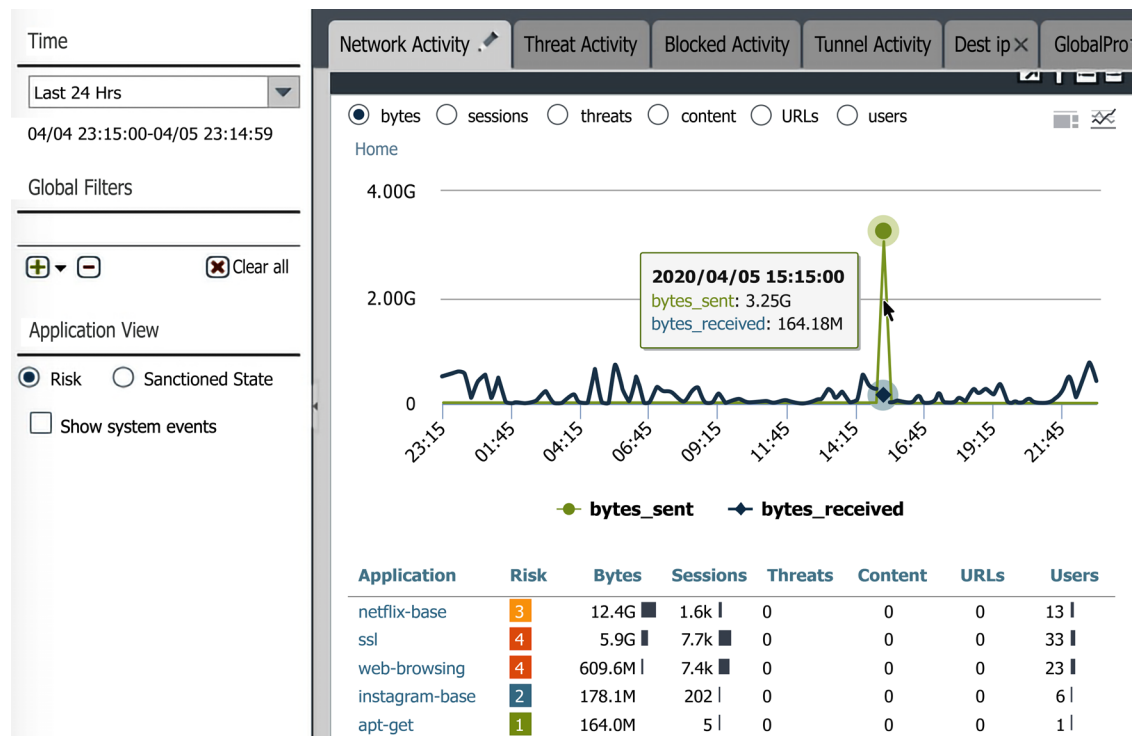 Time
Last 24 Hrs
04/04 23:15:00-04/05 23:14:59
Global Filters
Clear all
Application View
Risk Sanctioned State
Show system events
Network Activity Threat Activity Blocked Activity Tunnel Activity Dest ip GlobalPro
bytes sessions threats content URLs users
Home
4.00G
2.00G
0
2020/04/05 15:15:00
bytes_sent: 3.25G
bytes_received: 164.18M
23:15 01:45 04:15 06:45 09:15 11:45 14:15 16:45 19:15 21:45
bytes_sent bytes_received
Application Risk Bytes Sessions Threats Content URLs Users
netflix-base 3 12.4G 1.6k 0 0 0 13
ssl 4 5.9G 7.7k 0 0 0 33
web-browsing 4 609.6M 7.4k 0 0 0 23
instagram-base 2 178.1M 202 0 0 0 6
apt-get 1 164.0M 5 0 0 0 1